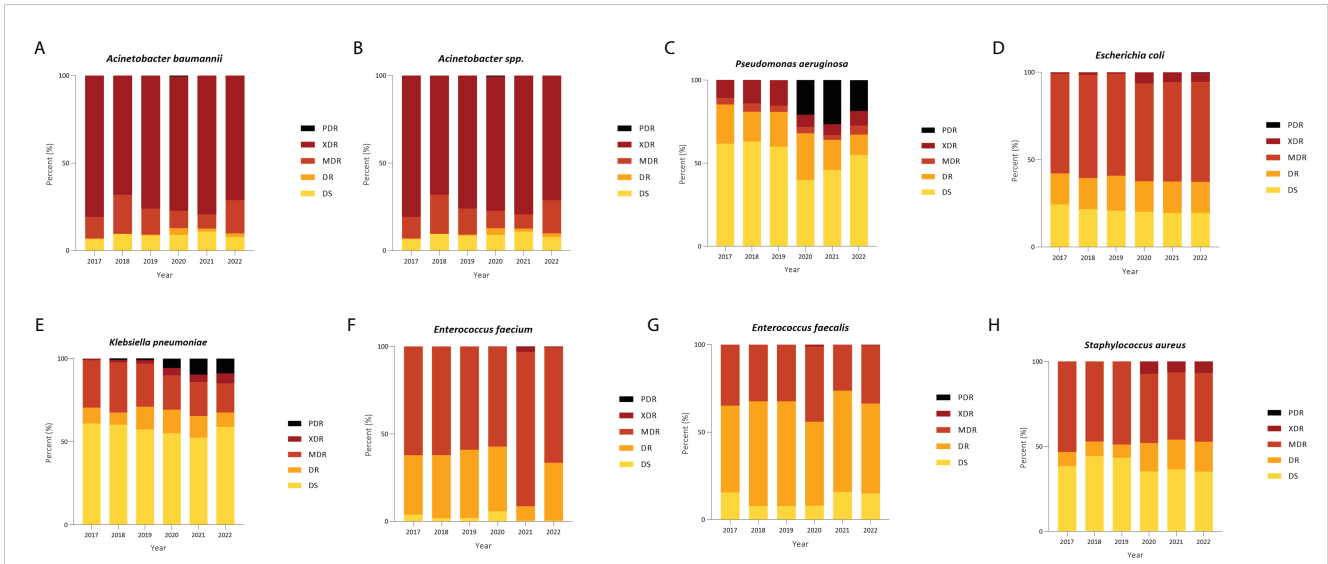 A
Acinetobacter baumannii
100
50
0
Percent (%)
2017 2018 2019 2020 2021 2022
Year
PDR
XDR
MDR
DR
DS
B
Acinetobacter spp.
100
50
0
Percent (%)
2017 2018 2019 2020 2021 2022
Year
PDR
XDR
MDR
DR
DS
C
Pseudomonas aeruginosa
100
50
0
Percent (%)
2017 2018 2019 2020 2021 2022
Year
PDR
XDR
MDR
DR
DS
D
Escherichia coli
100
50
0
Percent (%)
2017 2018 2019 2020 2021 2022
Year
PDR
XDR
MDR
DR
DS
E
Klebsiella pneumoniae
100
50
0
Percent (%)
2017 2018 2019 2020 2021 2022
Year
PDR
XDR
MDR
DR
DS
F
Enterococcus faecium
100
50
0
Percent (%)
2017 2018 2019 2020 2021 2022
Year
PDR
XDR
MDR
DR
DS
G
Enterococcus faecalis
100
50
0
Percent (%)
2017 2018 2019 2020 2021 2022
Year
PDR
XDR
MDR
DR
DS
H
Staphylococcus aureus
100
50
0
Percent (%)
2017 2018 2019 2020 2021 2022
Year
PDR
XDR
MDR
DR
DS